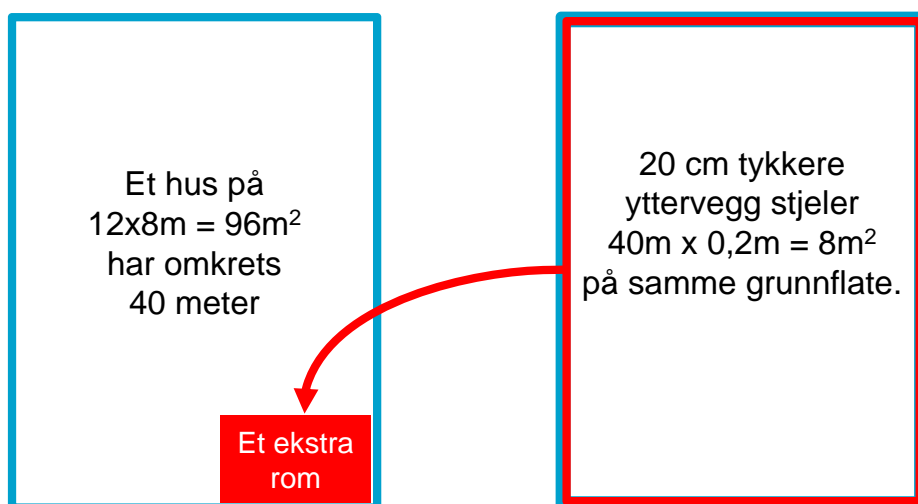 Et hus på
12x8m = 96m²
har omkrets
40 meter
Et ekstra
rom
20 cm tykkere
yttervegg stjeler
40m x 0,2m = 8m²
på samme grunnflate.